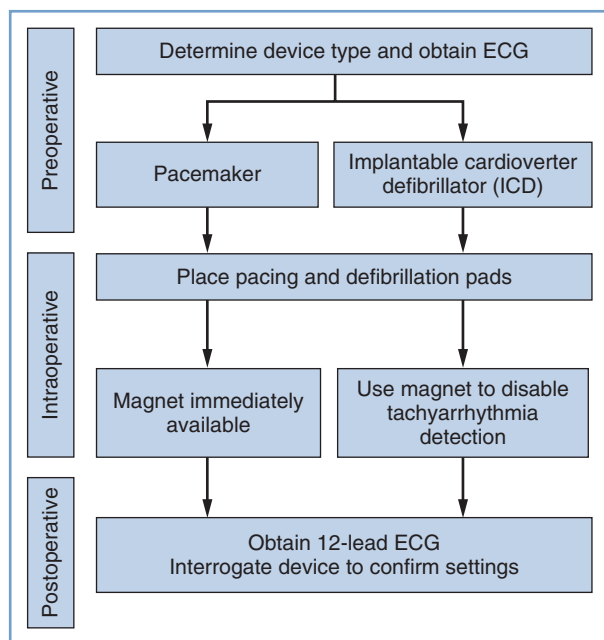 Preoperative
Determine device type and obtain ECG
Pacemaker
Implantable cardioverter
defibrillator (ICD)
Intraoperative
Place pacing and defibrillation pads
Magnet immediately
available
Use magnet to disable
tachyarrhythmia
detection
Postoperative
Obtain 12-lead ECG
Interrogate device to confirm settings